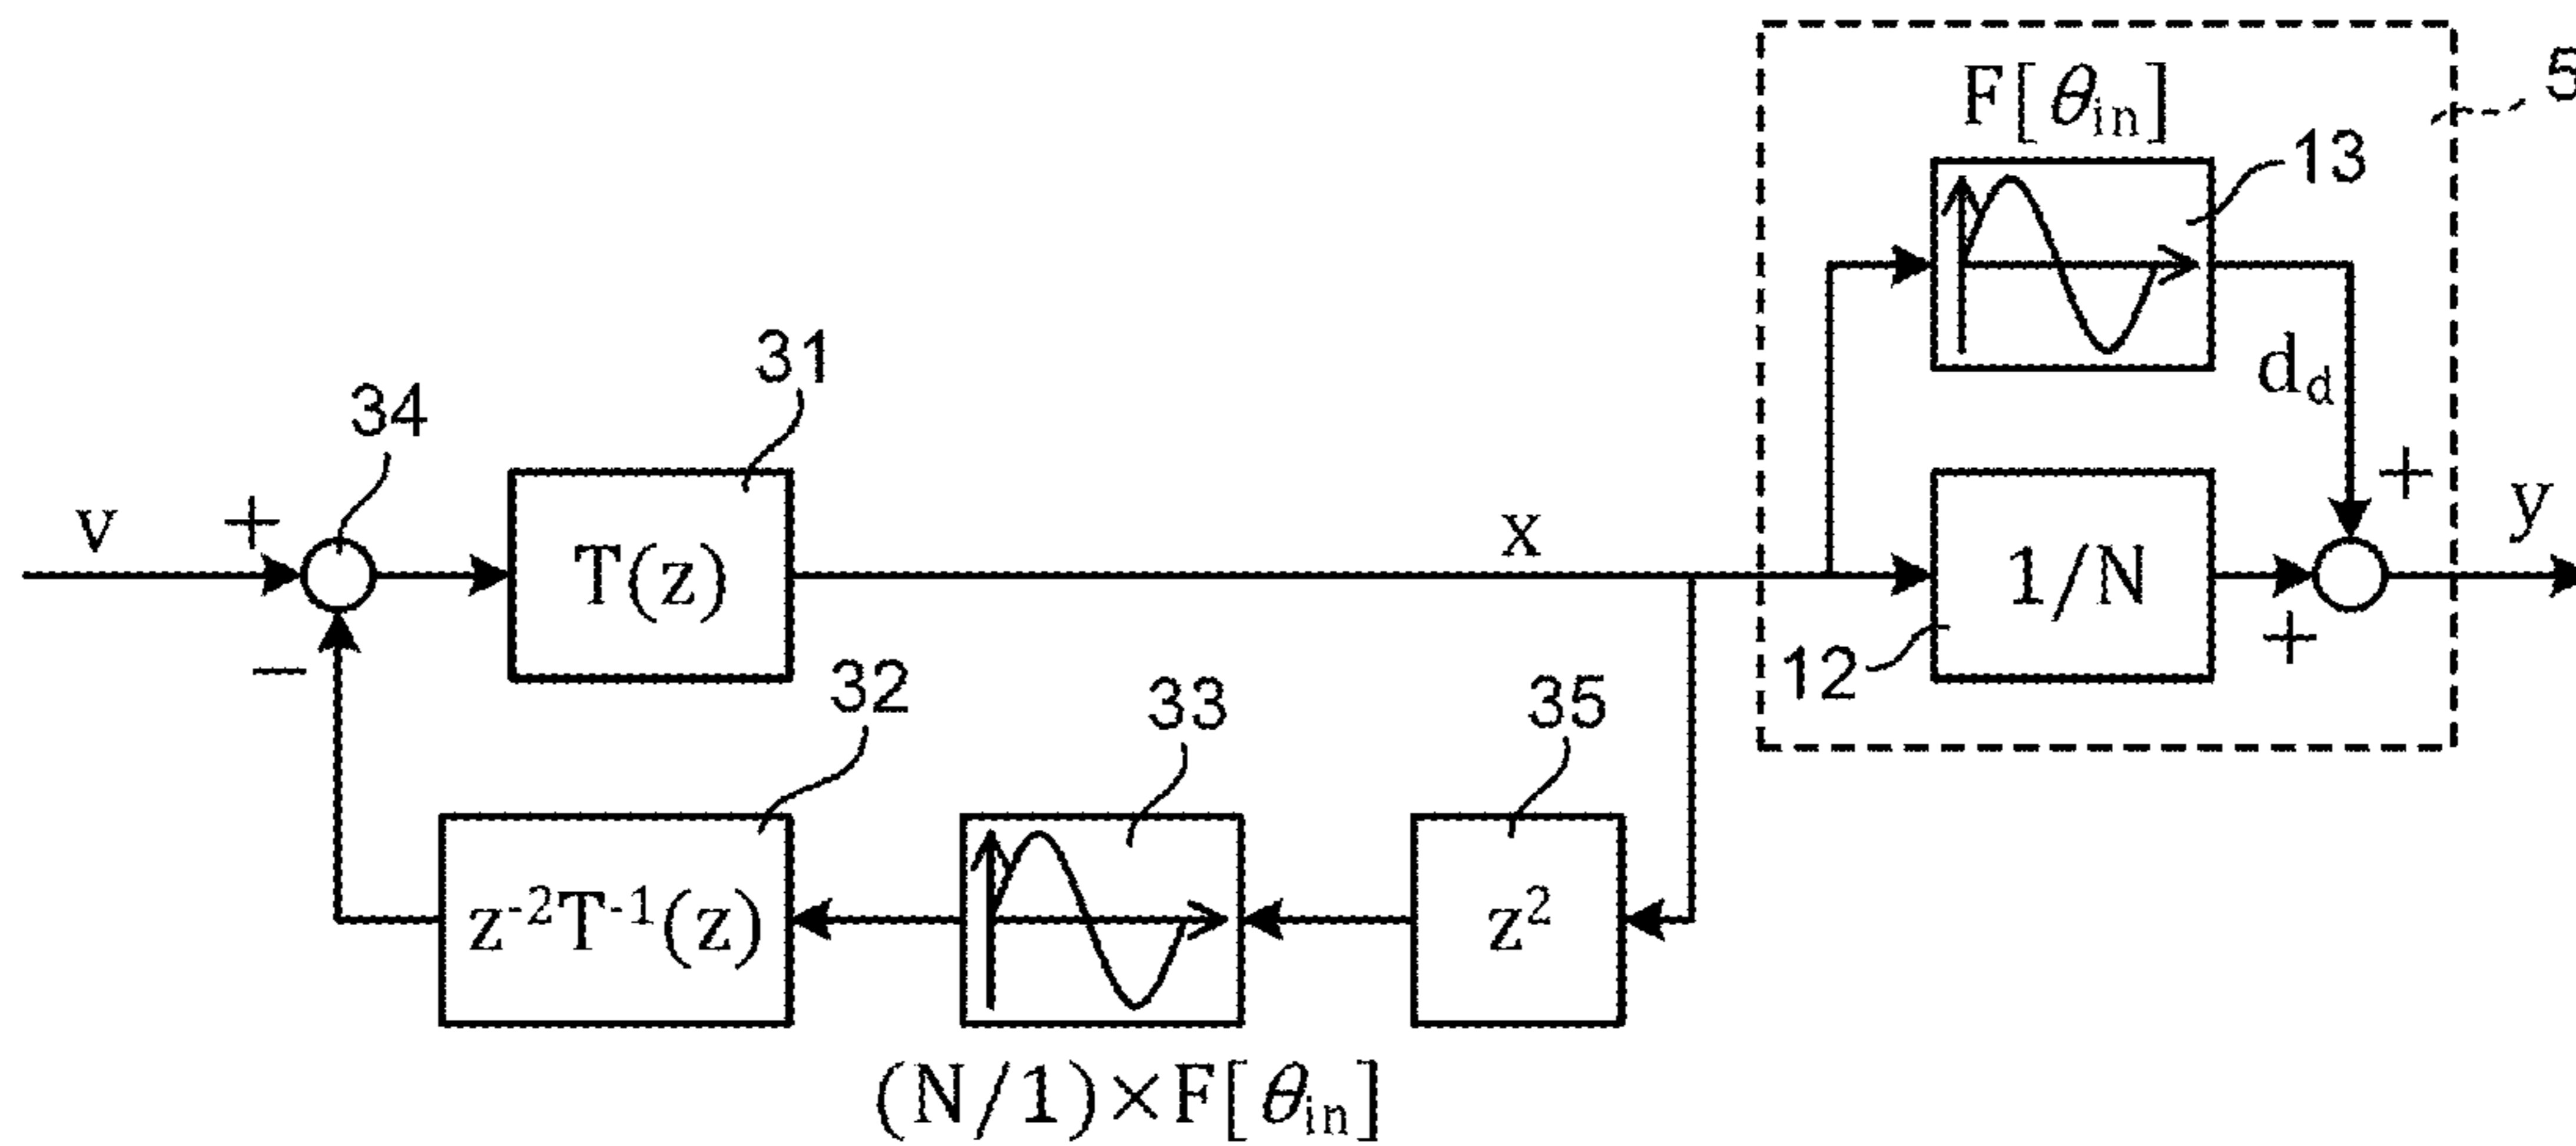 5
F[θin]
13
dd
31
34
v
+
−
T(z)
x
1/N
12
+
+
y
32
33
35
z-2T-1(z)
z2
(N/1)×F[θin]